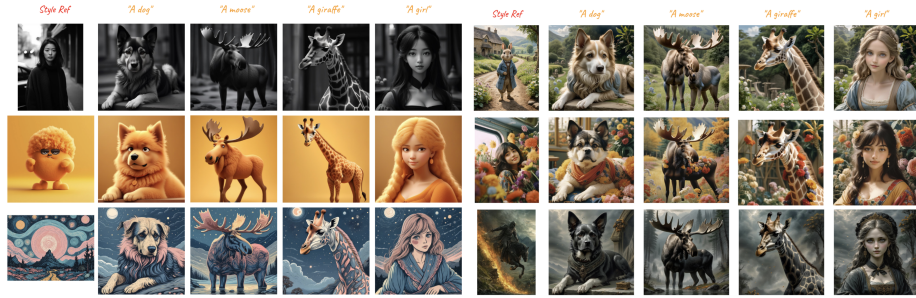 Style Ref "A dog" "A moose" "A giraffe" "A girl" Style Ref "A dog" "A moose" "A giraffe" "A girl"